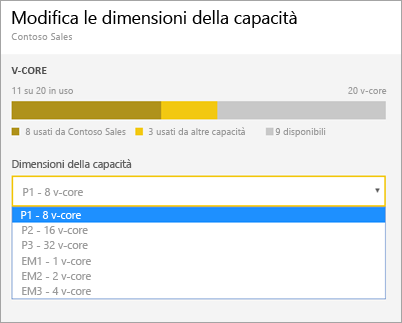 Modifica le dimensioni della capacità
Contoso Sales
V-CORE
11 su 20 in uso 20 v-core
8 usati da Contoso Sales 3 usati da altre capacità 9 disponibili
Dimensioni della capacità
P1 - 8 v-core
P1 - 8 v-core
P2 - 16 v-core
P3 - 32 v-core
EM1 - 1 v-core
EM2 - 2 v-core
EM3 - 4 v-core